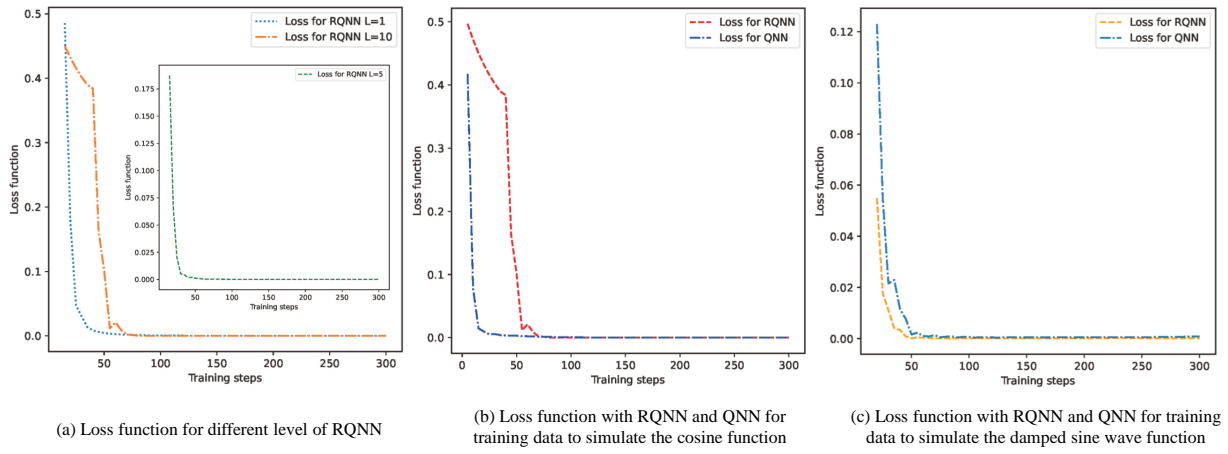 Loss for RQNN L=1
Loss for RQNN L=10
0.5
0.4
0.3
0.2
0.1
0.0
Loss function
50
100
150
200
250
300
Training steps
Loss for RQNN L=5
0.175
0.150
0.125
0.100
0.075
0.050
0.025
0.000
Loss function
50
100
150
200
250
300
Training steps
(a) Loss function for different level of RQNN
Loss for RQNN
Loss for QNN
0.5
0.4
0.3
0.2
0.1
0.0
Loss function
0
50
100
150
200
250
300
Training steps
(b) Loss function with RQNN and QNN for
training data to simulate the cosine function
Loss for RQNN
Loss for QNN
0.12
0.10
0.08
0.06
0.04
0.02
0.00
Loss function
50
100
150
200
250
300
Training steps
(c) Loss function with RQNN and QNN for training
data to simulate the damped sine wave function